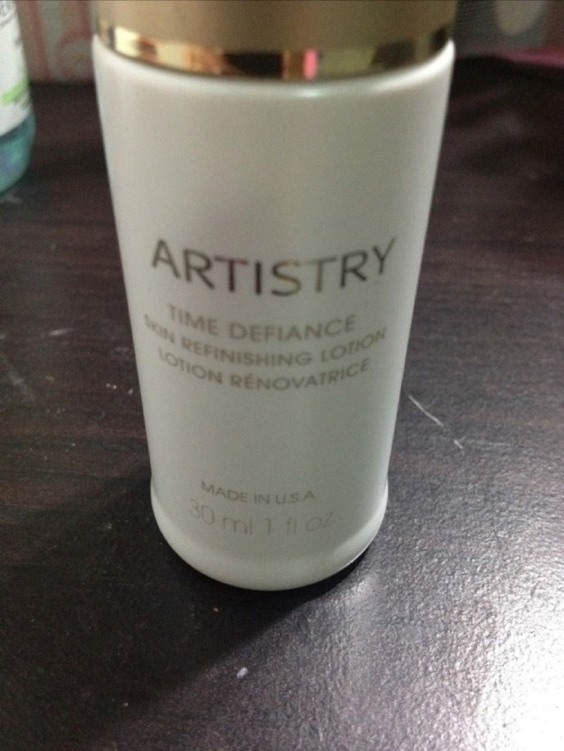 ARTISTRY
TIME DEFIANCE
SKIN REFINISHING LOTION
LOTION RÉNOVATRICE
MADE IN U.S.A
30 ml 1 fl oz